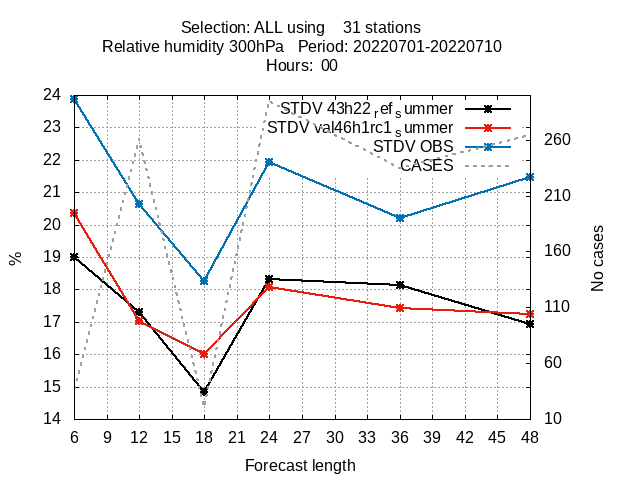 Selection: ALL using 31 stations
Relative humidity 300hPa Period: 20220701-20220710
Hours: 00
STDV 43h22_ref_summer
STDV val46h1rc1_summer
STDV OBS
CASES
%
24
23
22
21
20
19
18
17
16
15
14
No cases
260
210
160
110
60
10
6 9 12 15 18 21 24 27 30 33 36 39 42 45 48
Forecast length